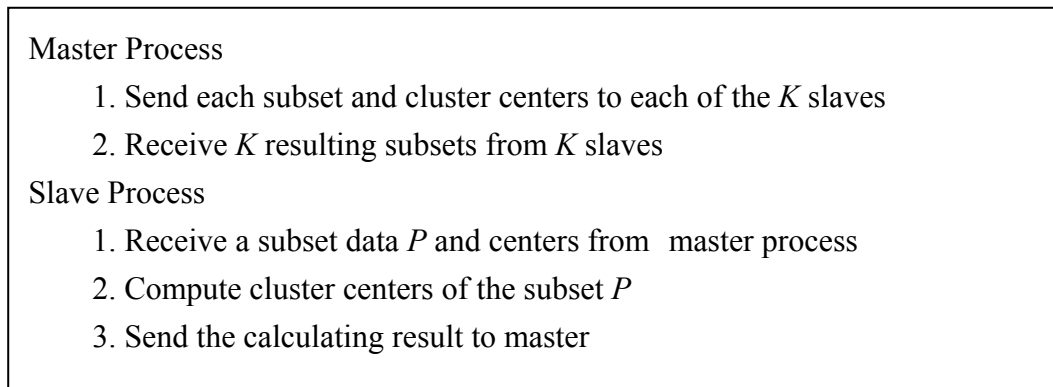 Master Process
1. Send each subset and cluster centers to each of the K slaves
2. Receive K resulting subsets from K slaves
Slave Process
1. Receive a subset data P and centers from master process
2. Compute cluster centers of the subset P
3. Send the calculating result to master